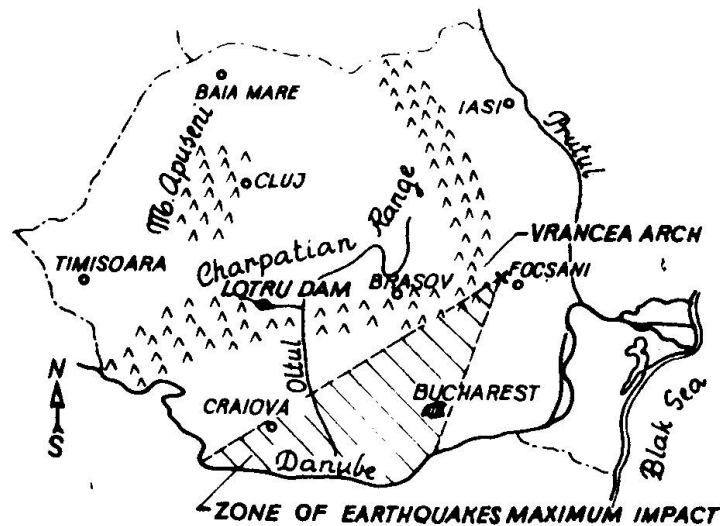 BAIA MARE
IASI
Prutul
M. Apuseni
CLUJ
Charpatian Range
VRANCEA ARCH
TIMISOARA
BRASOV
FOCSANI
LOTRU DAM
Oltul
N
S
CRAIOVA
BUCHAREST
Danube
Blak Sea
ZONE OF EARTHQUAKES MAXIMUM IMPACT